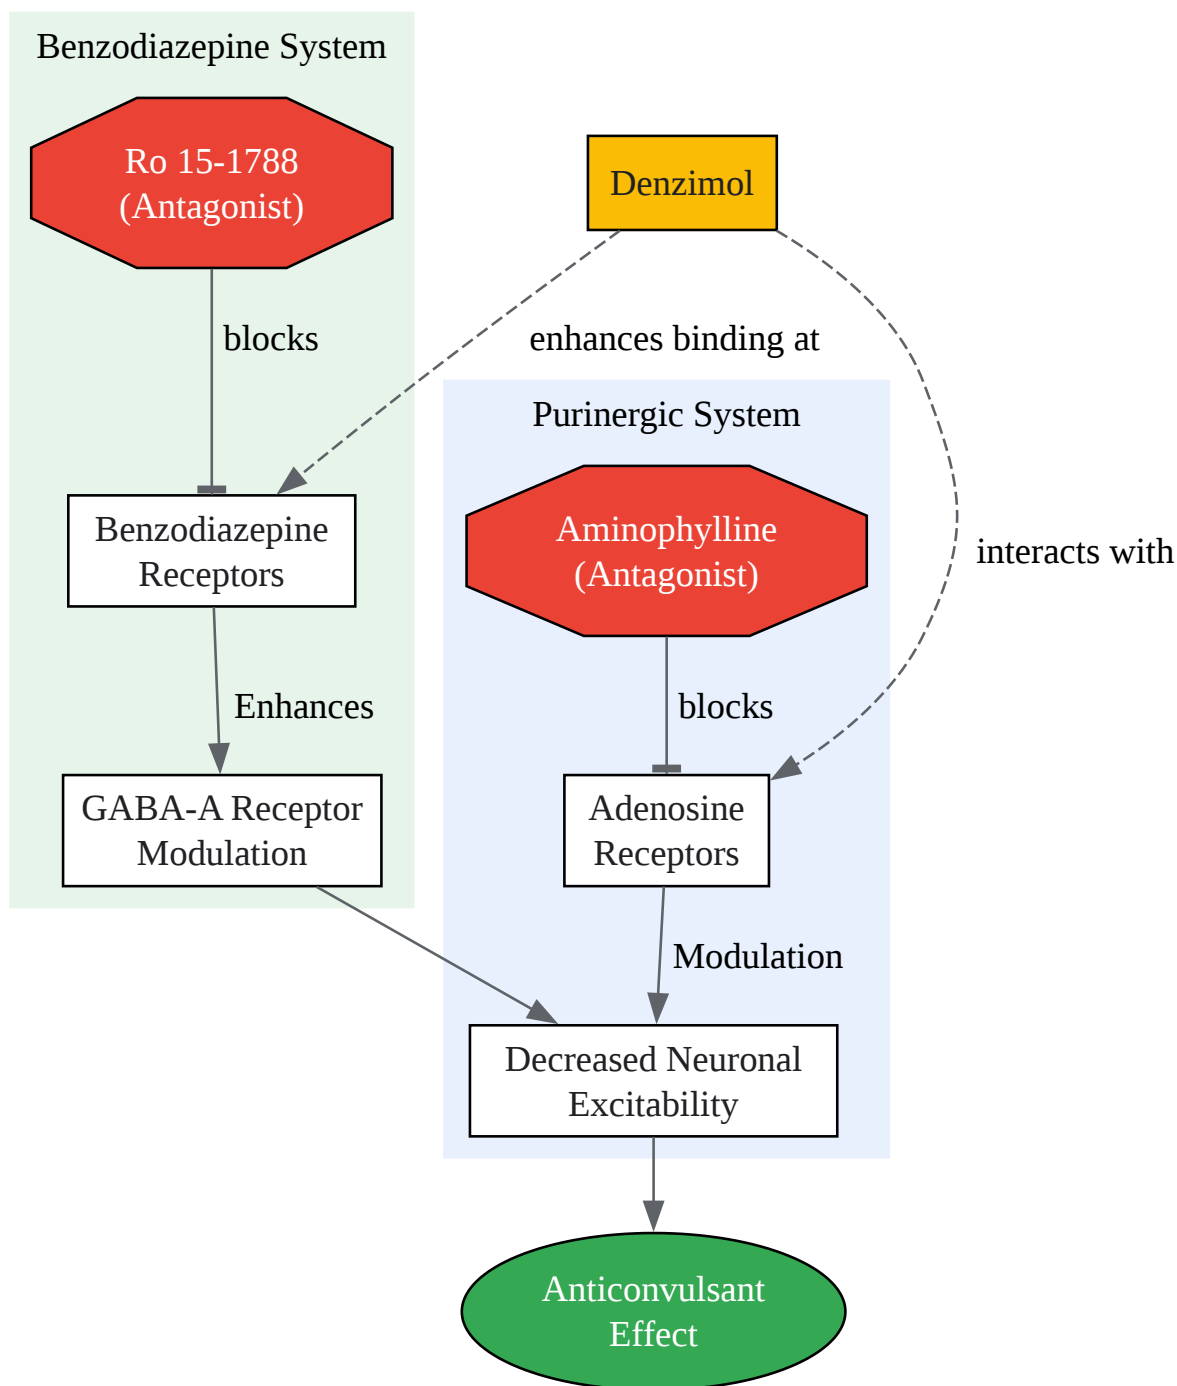 Benzodiazepine System
Ro 15-1788
(Antagonist)
Denzimol
blocks
enhances binding at
Purinergic System
Benzodiazepine
Receptors
Aminophylline
(Antagonist)
interacts with
Enhances
blocks
GABA-A Receptor
Modulation
Adenosine
Receptors
Modulation
Decreased Neuronal
Excitability
Anticonvulsant
Effect